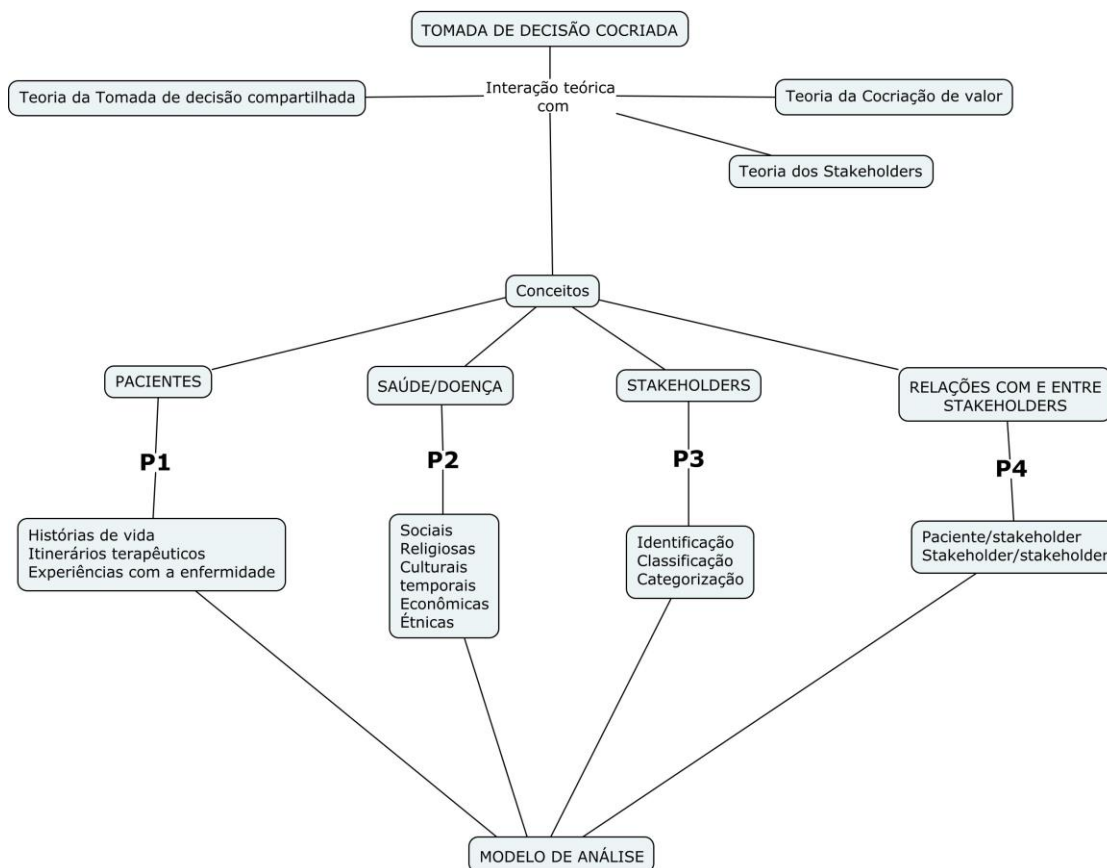 TOMADA DE DECISÃO COCRIADA
Interação teórica
com
Teoria da Tomada de decisão compartilhada
Teoria da Cocriação de valor
Teoria dos Stakeholders
Conceitos
PACIENTES
SAÚDE/DOENÇA
STAKEHOLDERS
RELAÇÕES COM E ENTRE
STAKEHOLDERS
P1
P2
P3
P4
Histórias de vida
Itinerários terapêuticos
Experiências com a enfermidade
Sociais
Religiosas
Culturais
temporais
Econômicas
Étnicas
Identificação
Classificação
Categorização
Paciente/stakeholder
Stakeholder/stakeholder
MODELO DE ANÁLISE